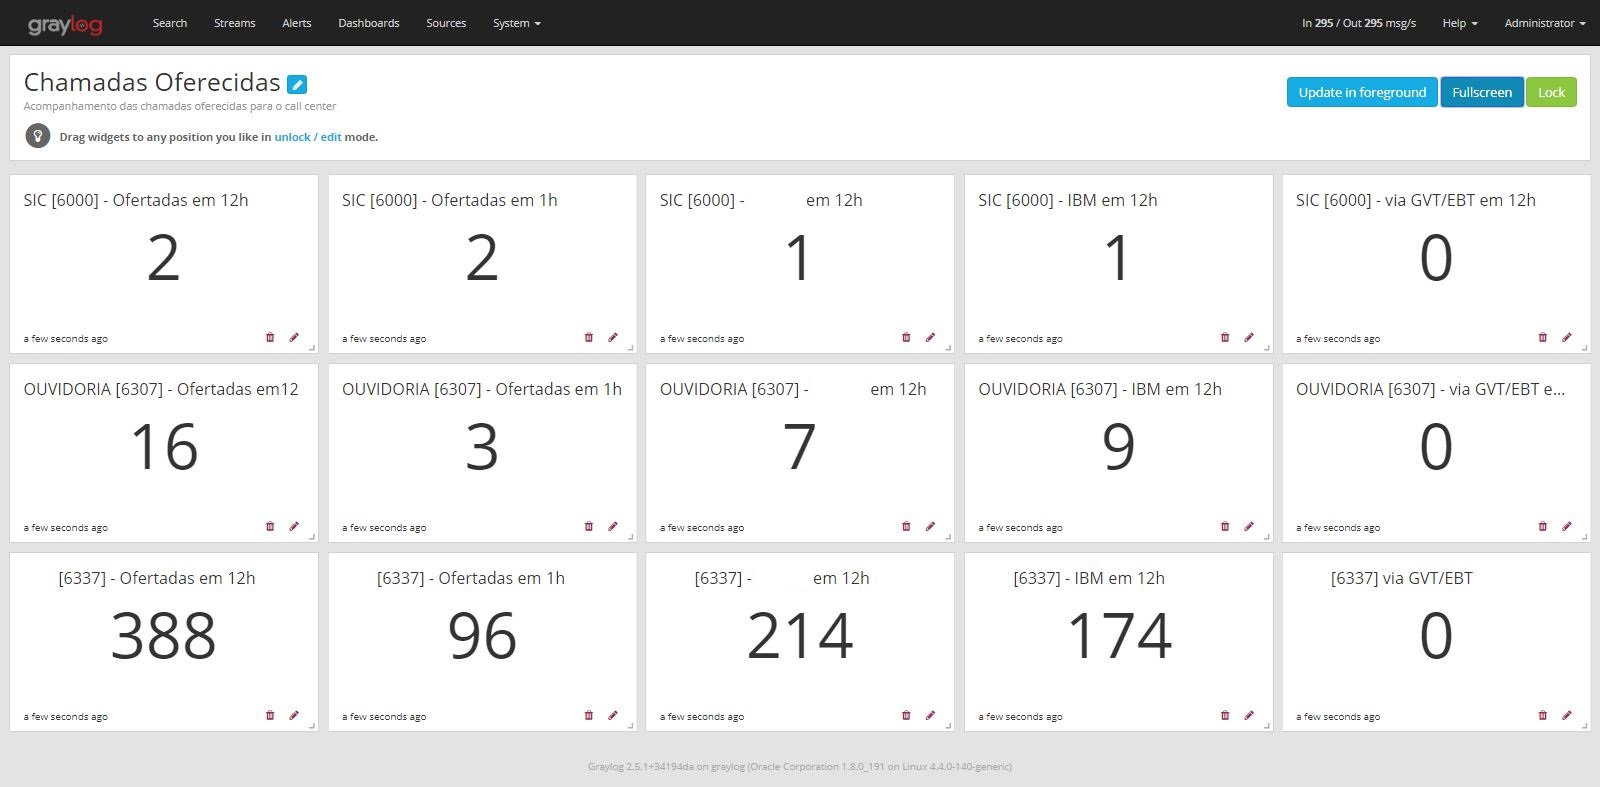 graylog Search Streams Alerts Dashboards Sources System In 295 / Out 295 msg/s Help Administrator
Chamadas Oferecidas
Acompanhamento das chamadas oferecidas para o call center
Update in foreground Fullscreen Lock
Drag widgets to any position you like in unlock / edit mode.
SIC [6000] - Ofertadas em 12h
2
a few seconds ago
SIC [6000] - Ofertadas em 1h
2
a few seconds ago
SIC [6000] - em 12h
1
a few seconds ago
SIC [6000] - IBM em 12h
1
a few seconds ago
SIC [6000] - via GVT/EBT em 12h
0
a few seconds ago
OUVIDORIA [6307] - Ofertadas em12
16
a few seconds ago
OUVIDORIA [6307] - Ofertadas em 1h
3
a few seconds ago
OUVIDORIA [6307] - em 12h
7
a few seconds ago
OUVIDORIA [6307] - IBM em 12h
9
a few seconds ago
OUVIDORIA [6307] - via GVT/EBT e...
0
a few seconds ago
[6337] - Ofertadas em 12h
388
a few seconds ago
[6337] - Ofertadas em 1h
96
a few seconds ago
[6337] - em 12h
214
a few seconds ago
[6337] - IBM em 12h
174
a few seconds ago
[6337] via GVT/EBT
0
a few seconds ago
Graylog 2.5.1+34194da on graylog (Oracle Corporation 1.8.0_191 on Linux 4.4.0-140-generic)